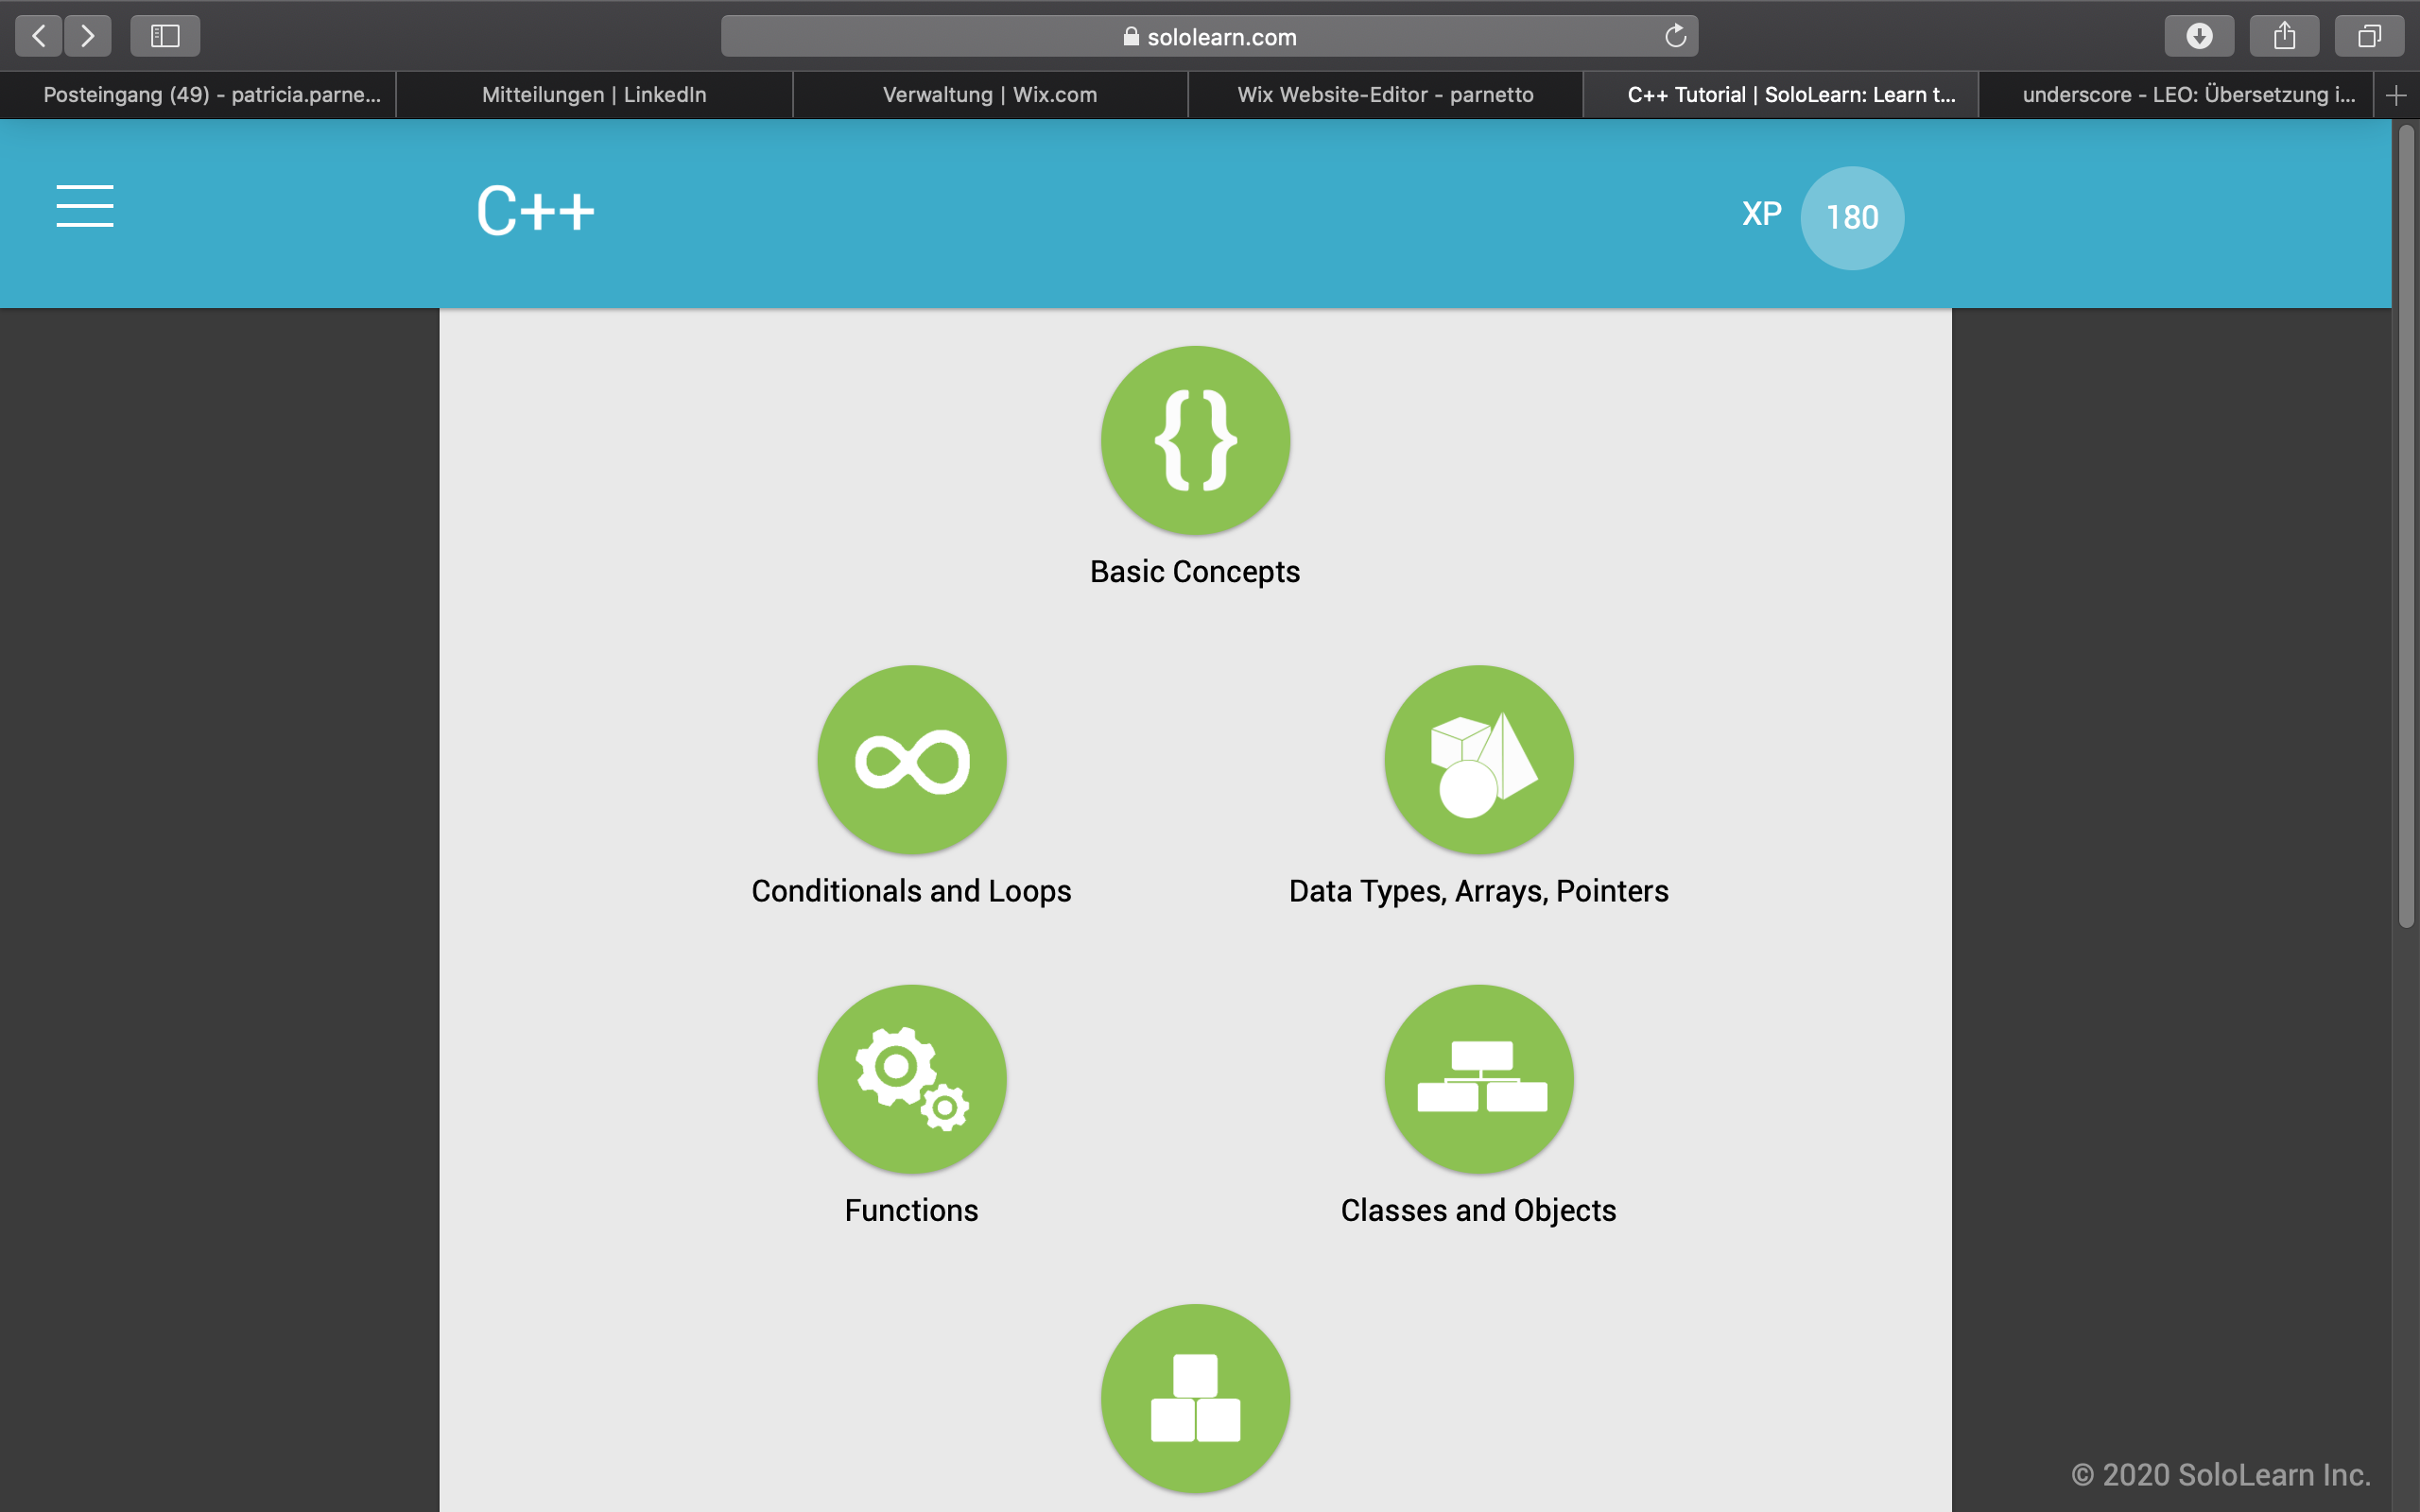 sololearn.com
Posteingang (49) - patricia.parne...
Mitteilungen | LinkedIn
Verwaltung | Wix.com
Wix Website-Editor - parnetto
C++ Tutorial | SoloLearn: Learn t...
underscore - LEO: Übersetzung i...
C++
XP 180
{}
Basic Concepts
Conditionals and Loops
Data Types, Arrays, Pointers
Functions
Classes and Objects
© 2020 SoloLearn Inc.